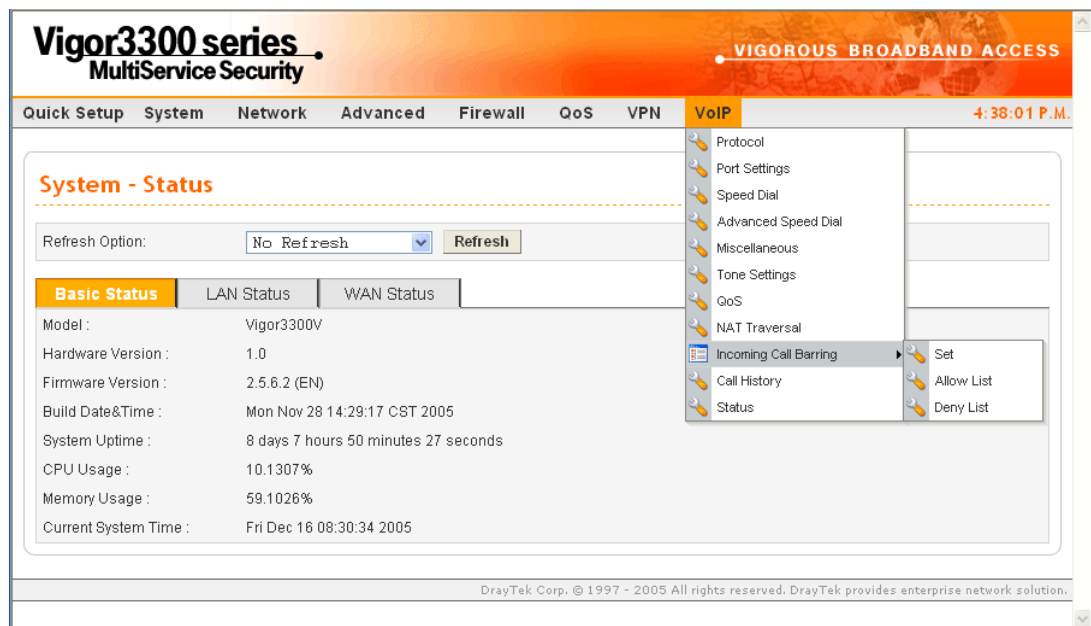 Vigor3300 series
MultiService Security
VIGOROUS BROADBAND ACCESS
Quick Setup System Network Advanced Firewall QoS VPN VoIP 4:38:01 P.M.
Protocol
Port Settings
Speed Dial
Advanced Speed Dial
Miscellaneous
Tone Settings
QoS
NAT Traversal
Incoming Call Barring
Call History
Status
Set
Allow List
Deny List
System - Status
Refresh Option: No Refresh Refresh
Basic Status LAN Status WAN Status
Model : Vigor3300V
Hardware Version : 1.0
Firmware Version : 2.5.6.2 (EN)
Build Date&Time : Mon Nov 28 14:29:17 CST 2005
System Uptime : 8 days 7 hours 50 minutes 27 seconds
CPU Usage : 10.1307%
Memory Usage : 59.1026%
Current System Time : Fri Dec 16 08:30:34 2005
DrayTek Corp. © 1997 - 2005 All rights reserved. DrayTek provides enterprise network solution.